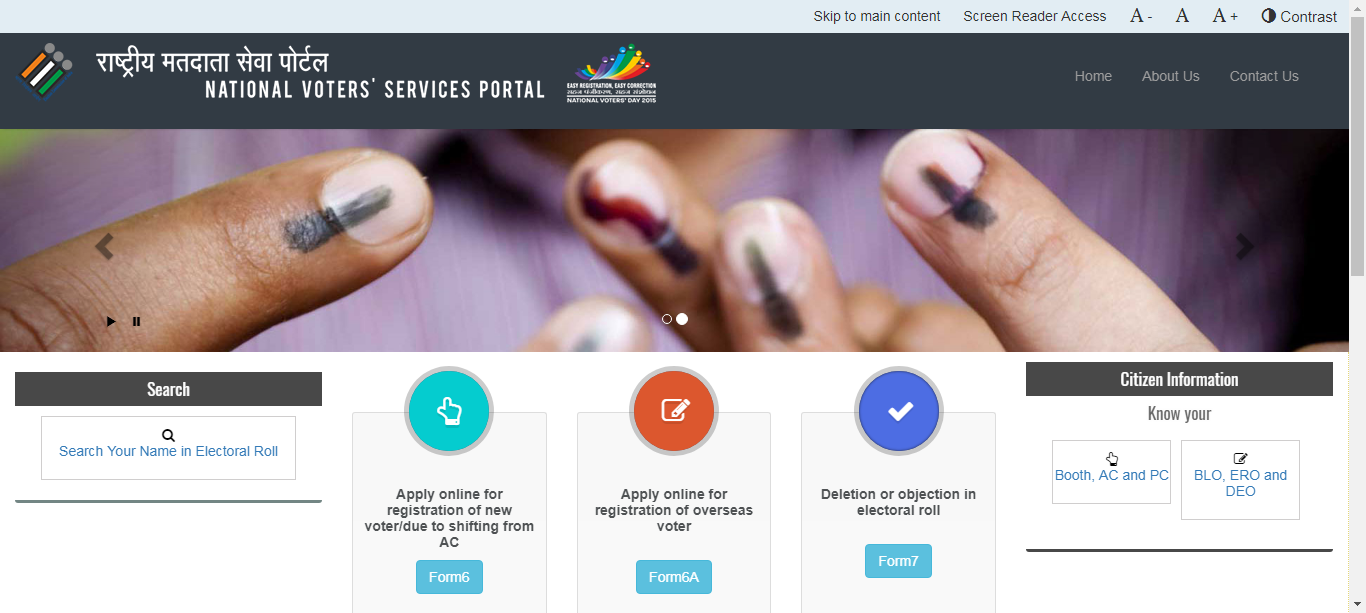 Skip to main content Screen Reader Access A - A A + Contrast
राष्ट्रीय मतदाता सेवा पोर्टल
NATIONAL VOTERS' SERVICES PORTAL
EASY REGISTRATION, EASY CORRECTION
NATIONAL VOTERS' DAY 2015
Home About Us Contact Us
Search
Search Your Name in Electoral Roll
Apply online for
registration of new
voter/due to shifting from
AC
Form6
Apply online for
registration of overseas
voter
Form6A
Deletion or objection in
electoral roll
Form7
Citizen Information
Know your
Booth, AC and PC
BLO, ERO and
DEO